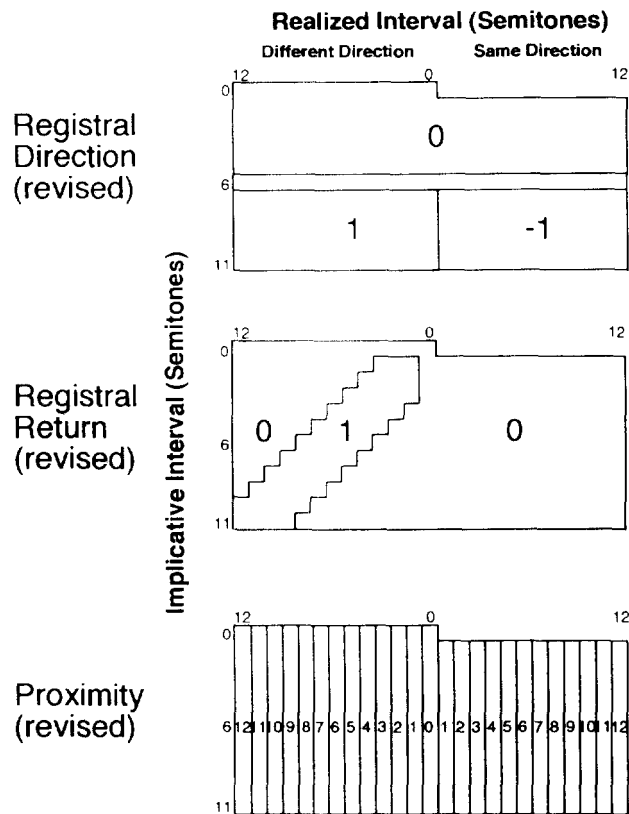 Realized Interval (Semitones)
Different Direction Same Direction
12 0 12
0
Registral
Direction
(revised)
0
6
1 -1
11
Implicative Interval (Semitones)
12 0 12
0
Registral
Return
(revised)
0 1 0
6
11
12 0 12
0
Proximity
(revised)
6 12 11 10 9 8 7 6 5 4 3 2 1 0 1 2 3 4 5 6 7 8 9 10 11 12
11